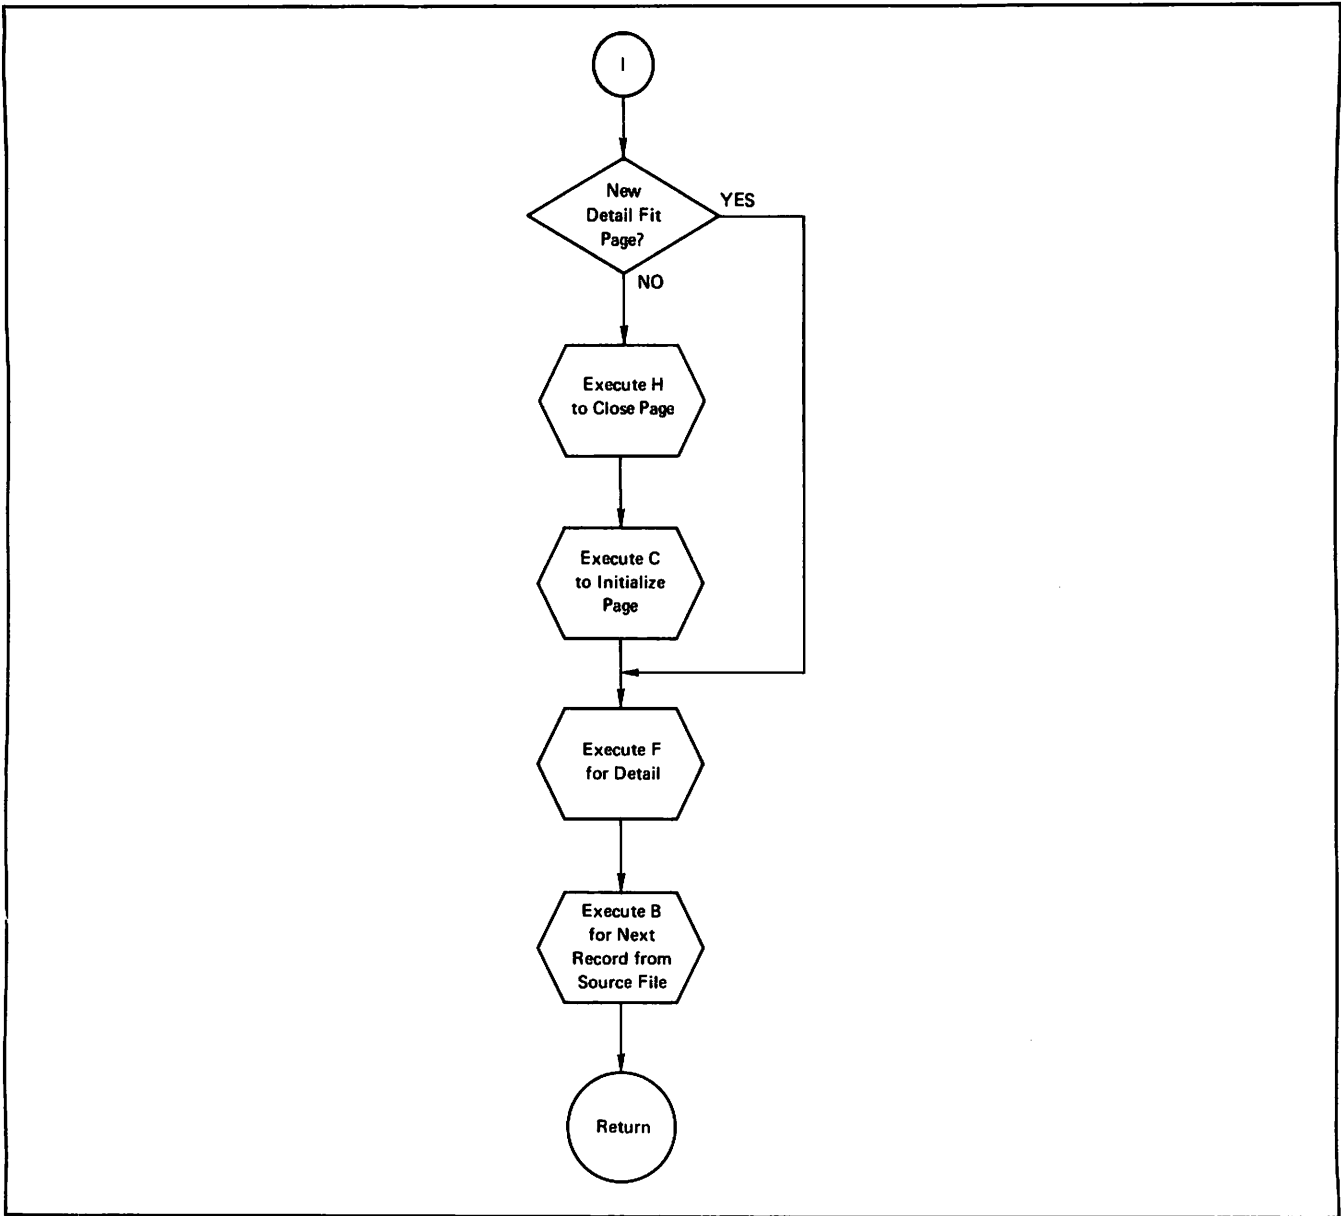 I
New
Detail Fit
Page?
YES
NO
Execute H
to Close Page
Execute C
to Initialize
Page
Execute F
for Detail
Execute B
for Next
Record from
Source File
Return